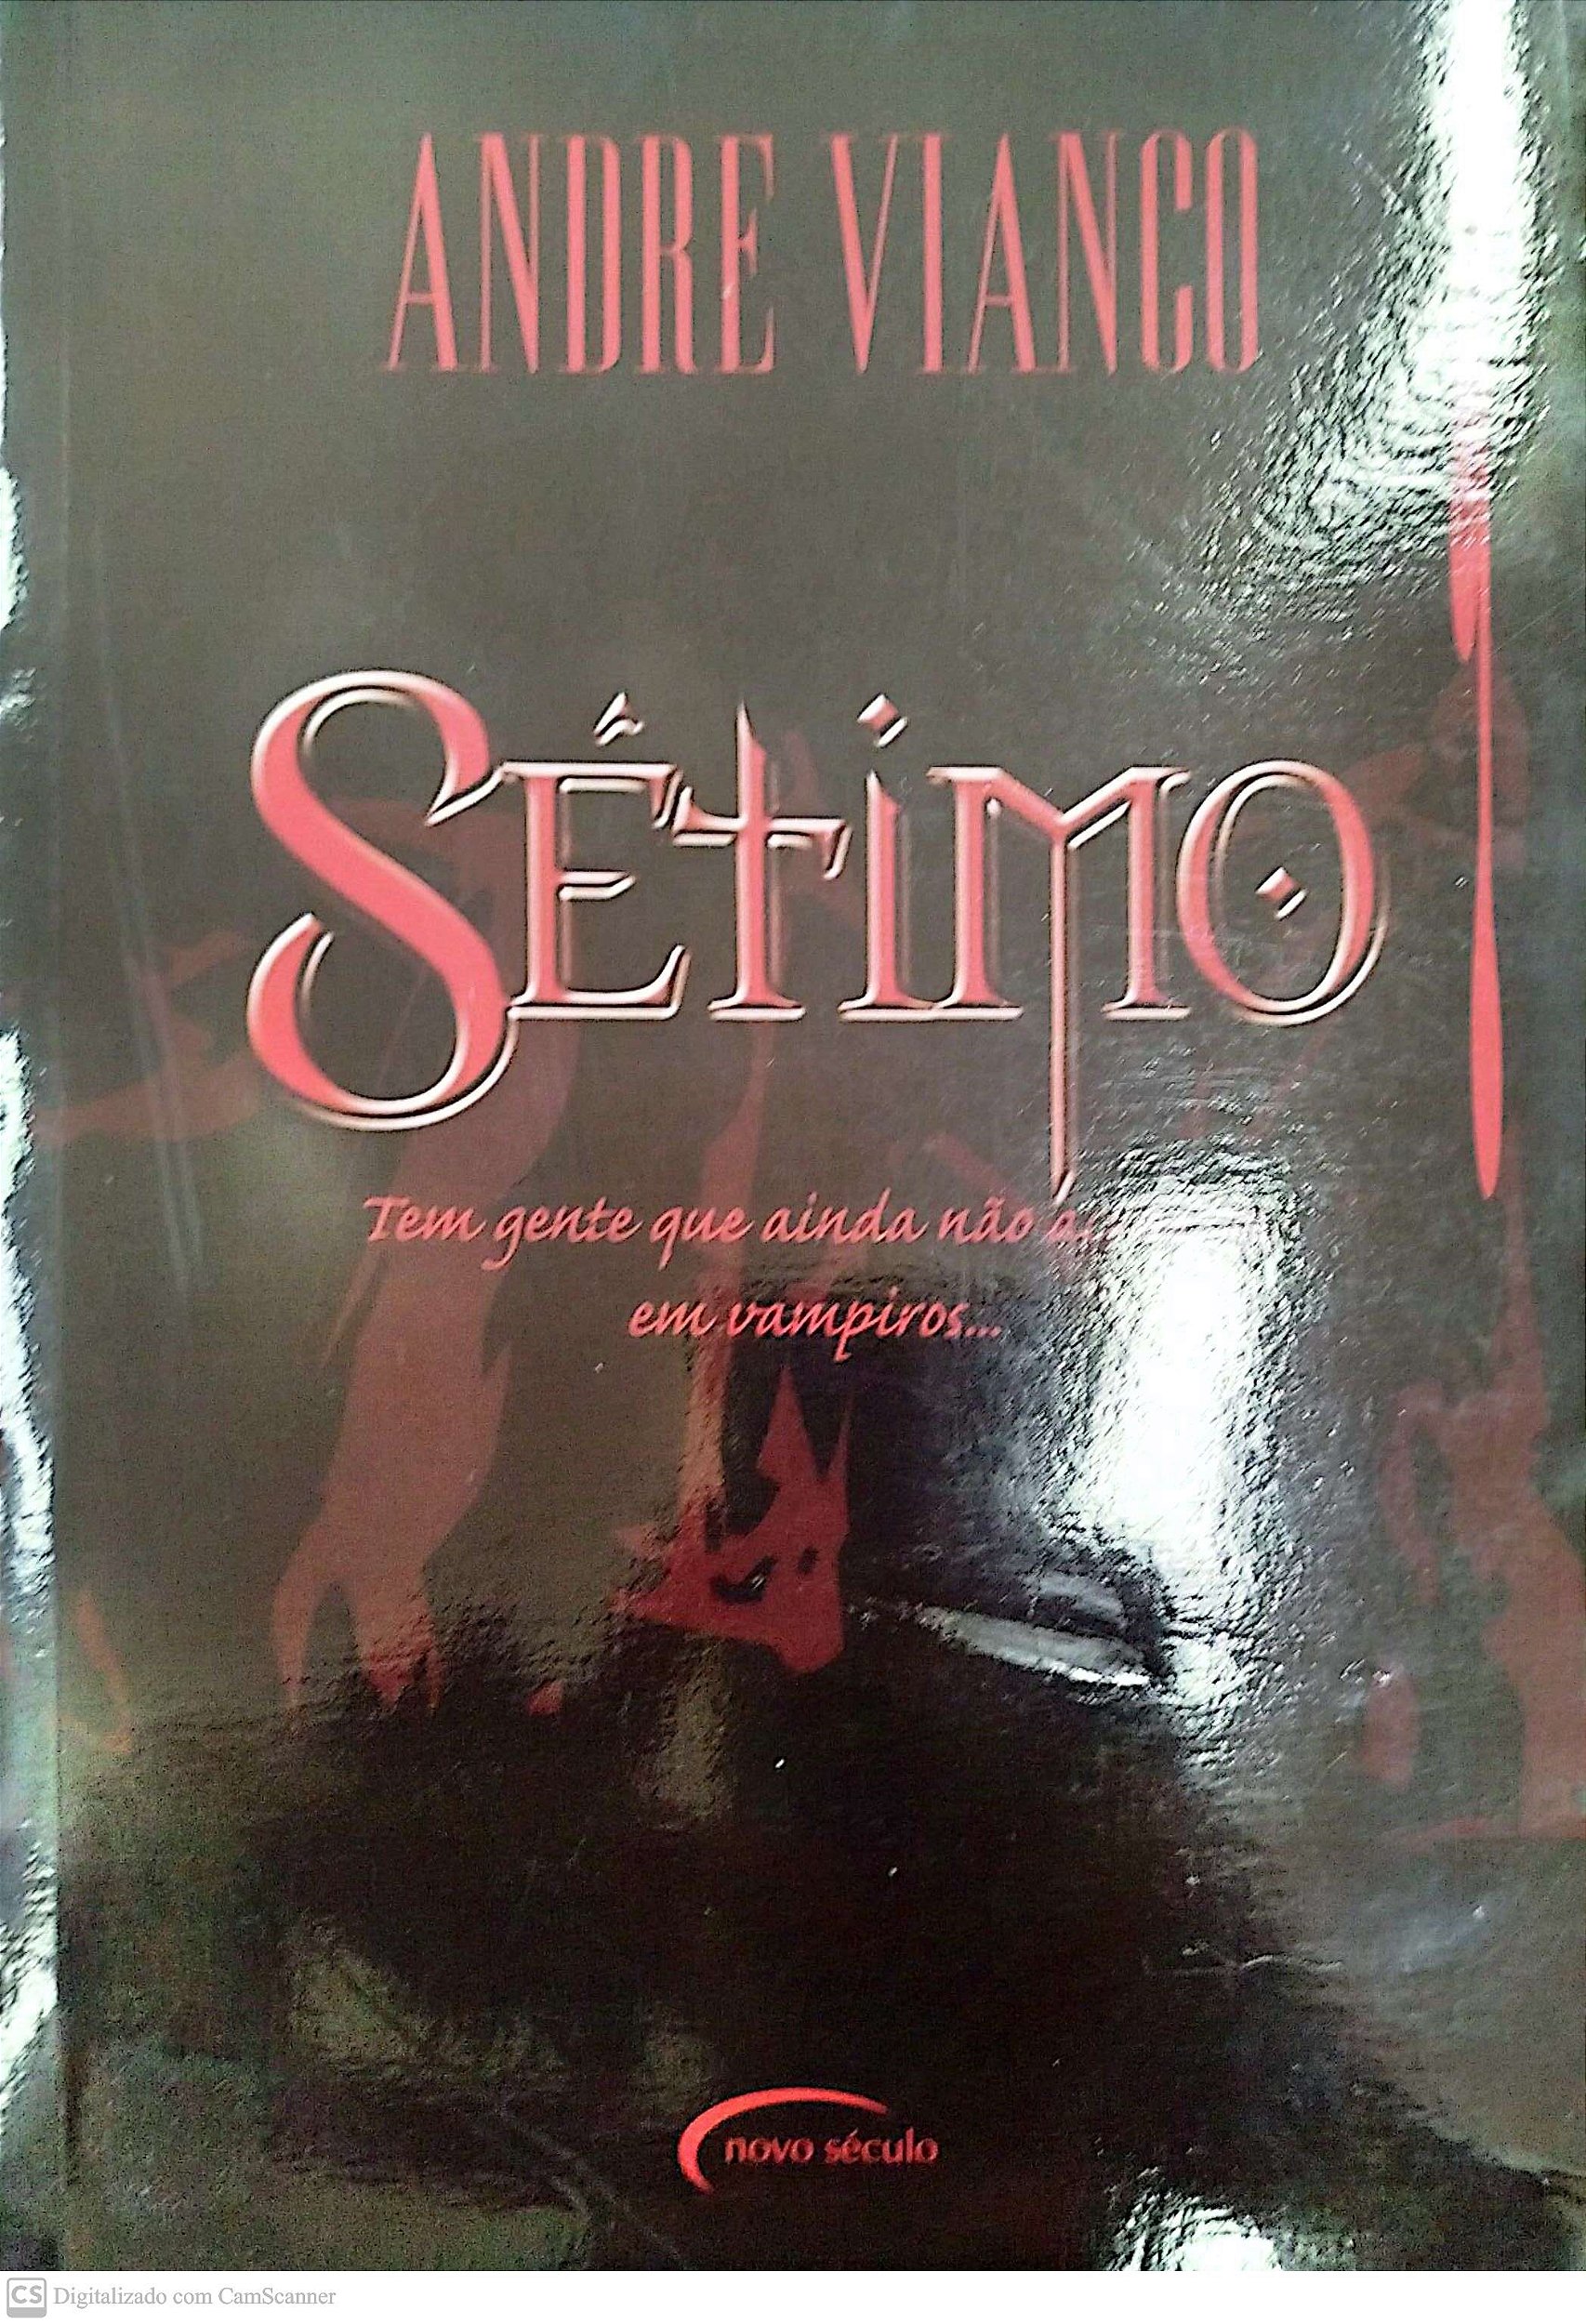 ANDRE VIANCO
SÉTIMO
Tem gente que ainda não
em vampiros...
novo século
CS Digitalizado com CamScanner